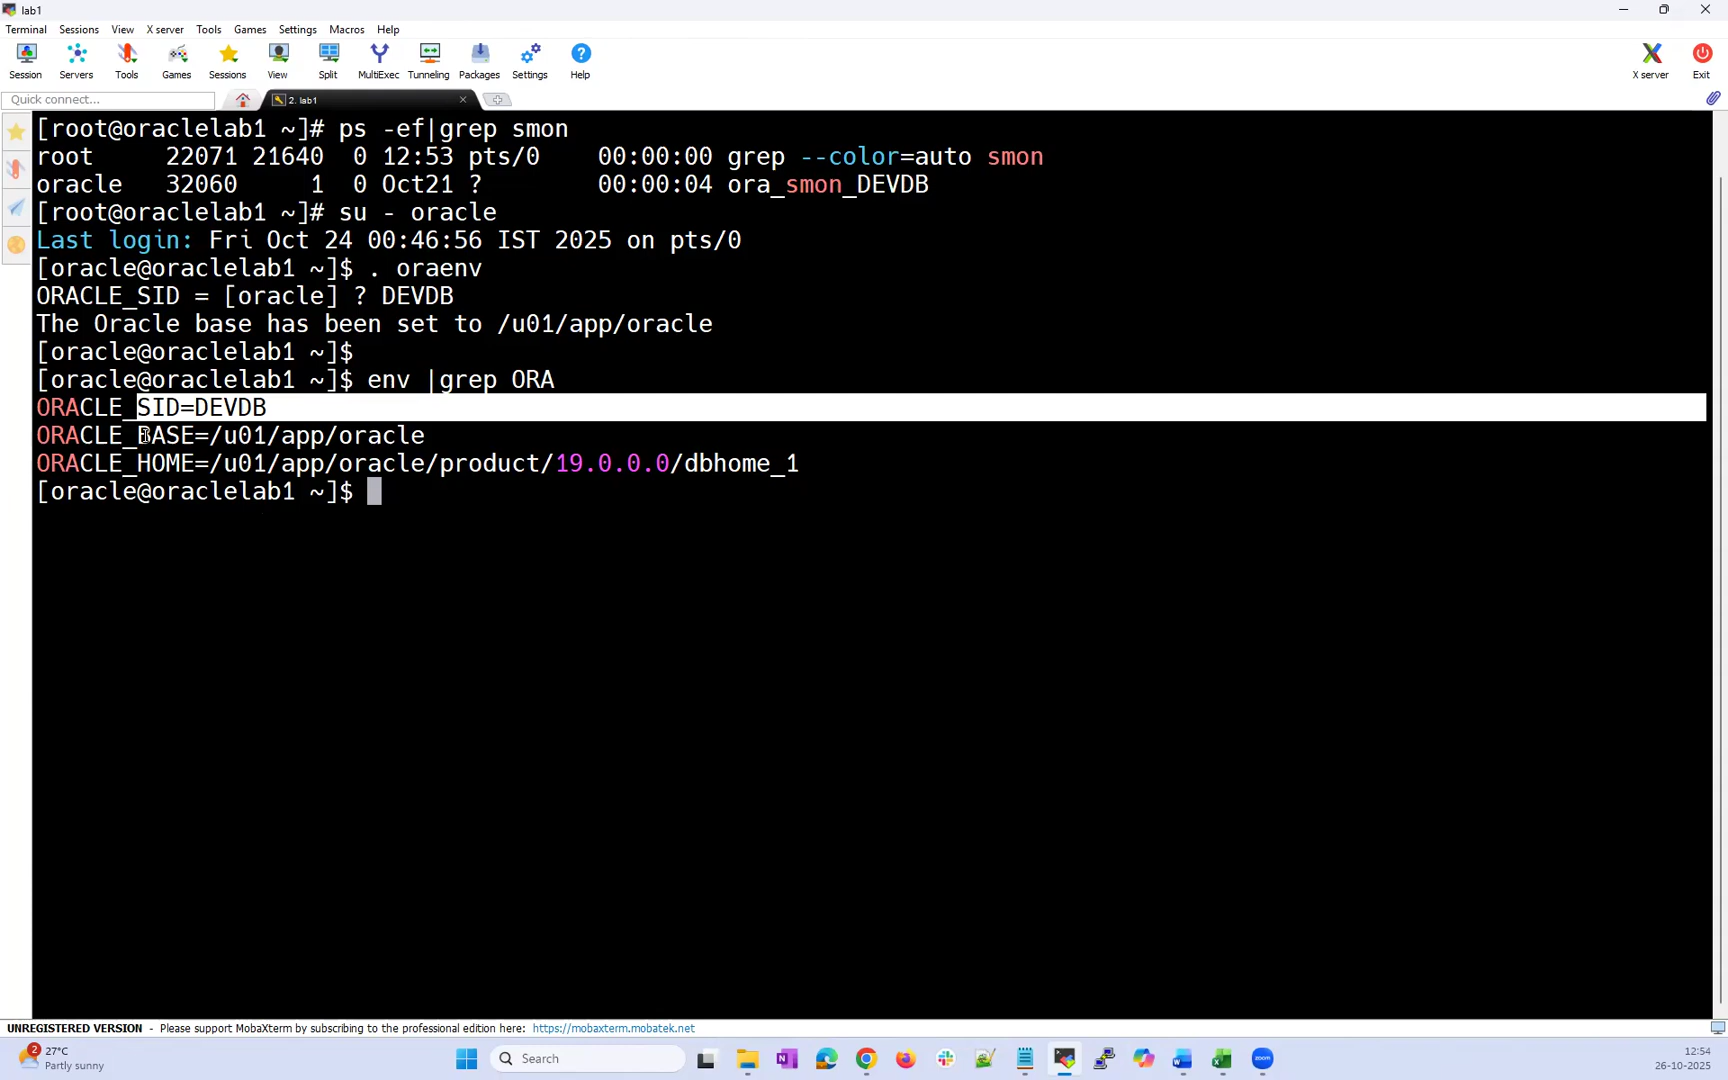 lab1
Terminal Sessions View X server Tools Games Settings Macros Help
Session Servers Tools Games Sessions View Split MultiExec Tunneling Packages Settings Help X server Exit
Quick connect... 2. lab1
[root@oraclelab1 ~]# ps -ef|grep smon
root     22071 21640  0 12:53 pts/0    00:00:00 grep --color=auto smon
oracle   32060     1  0 Oct21 ?        00:00:04 ora_smon_DEVDB
[root@oraclelab1 ~]# su - oracle
Last login: Fri Oct 24 00:46:56 IST 2025 on pts/0
[oracle@oraclelab1 ~]$ . oraenv
ORACLE_SID = [oracle] ? DEVDB
The Oracle base has been set to /u01/app/oracle
[oracle@oraclelab1 ~]$
[oracle@oraclelab1 ~]$ env |grep ORA
ORACLE_SID=DEVDB
ORACLE_BASE=/u01/app/oracle
ORACLE_HOME=/u01/app/oracle/product/19.0.0.0/dbhome_1
[oracle@oraclelab1 ~]$
UNREGISTERED VERSION - Please support MobaXterm by subscribing to the professional edition here: https://mobaxterm.mobatek.net
2 27°C
Partly sunny
Search
zoom
12:54
26-10-2025